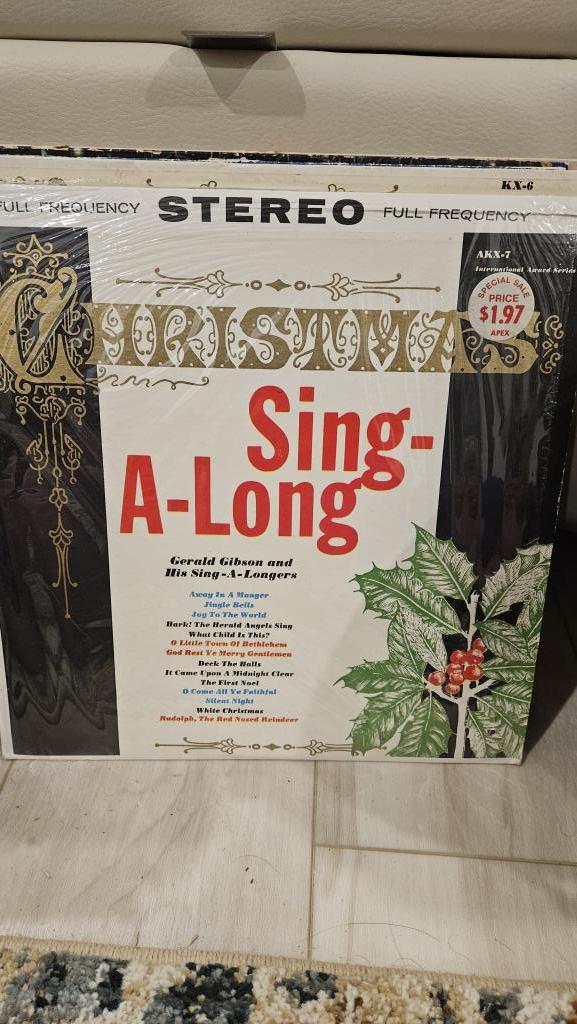 KX-6
FULL FREQUENCY STEREO FULL FREQUENCY
AKX-7
International Award Series
SPECIAL SALE
PRICE
$1.97
APEX
CHRISTMAS
Sing-
A-Long
Gerald Gibson and
His Sing-A-Longers
Away In A Manger
Jingle Bells
Joy To The World
Hark! The Herald Angels Sing
What Child Is This?
O Little Town Of Bethlehem
God Rest Ye Merry Gentlemen
Deck The Halls
It Came Upon A Midnight Clear
The First Noel
O Come All Ye Faithful
Silent Night
White Christmas
Rudolph, The Red Nosed Reindeer